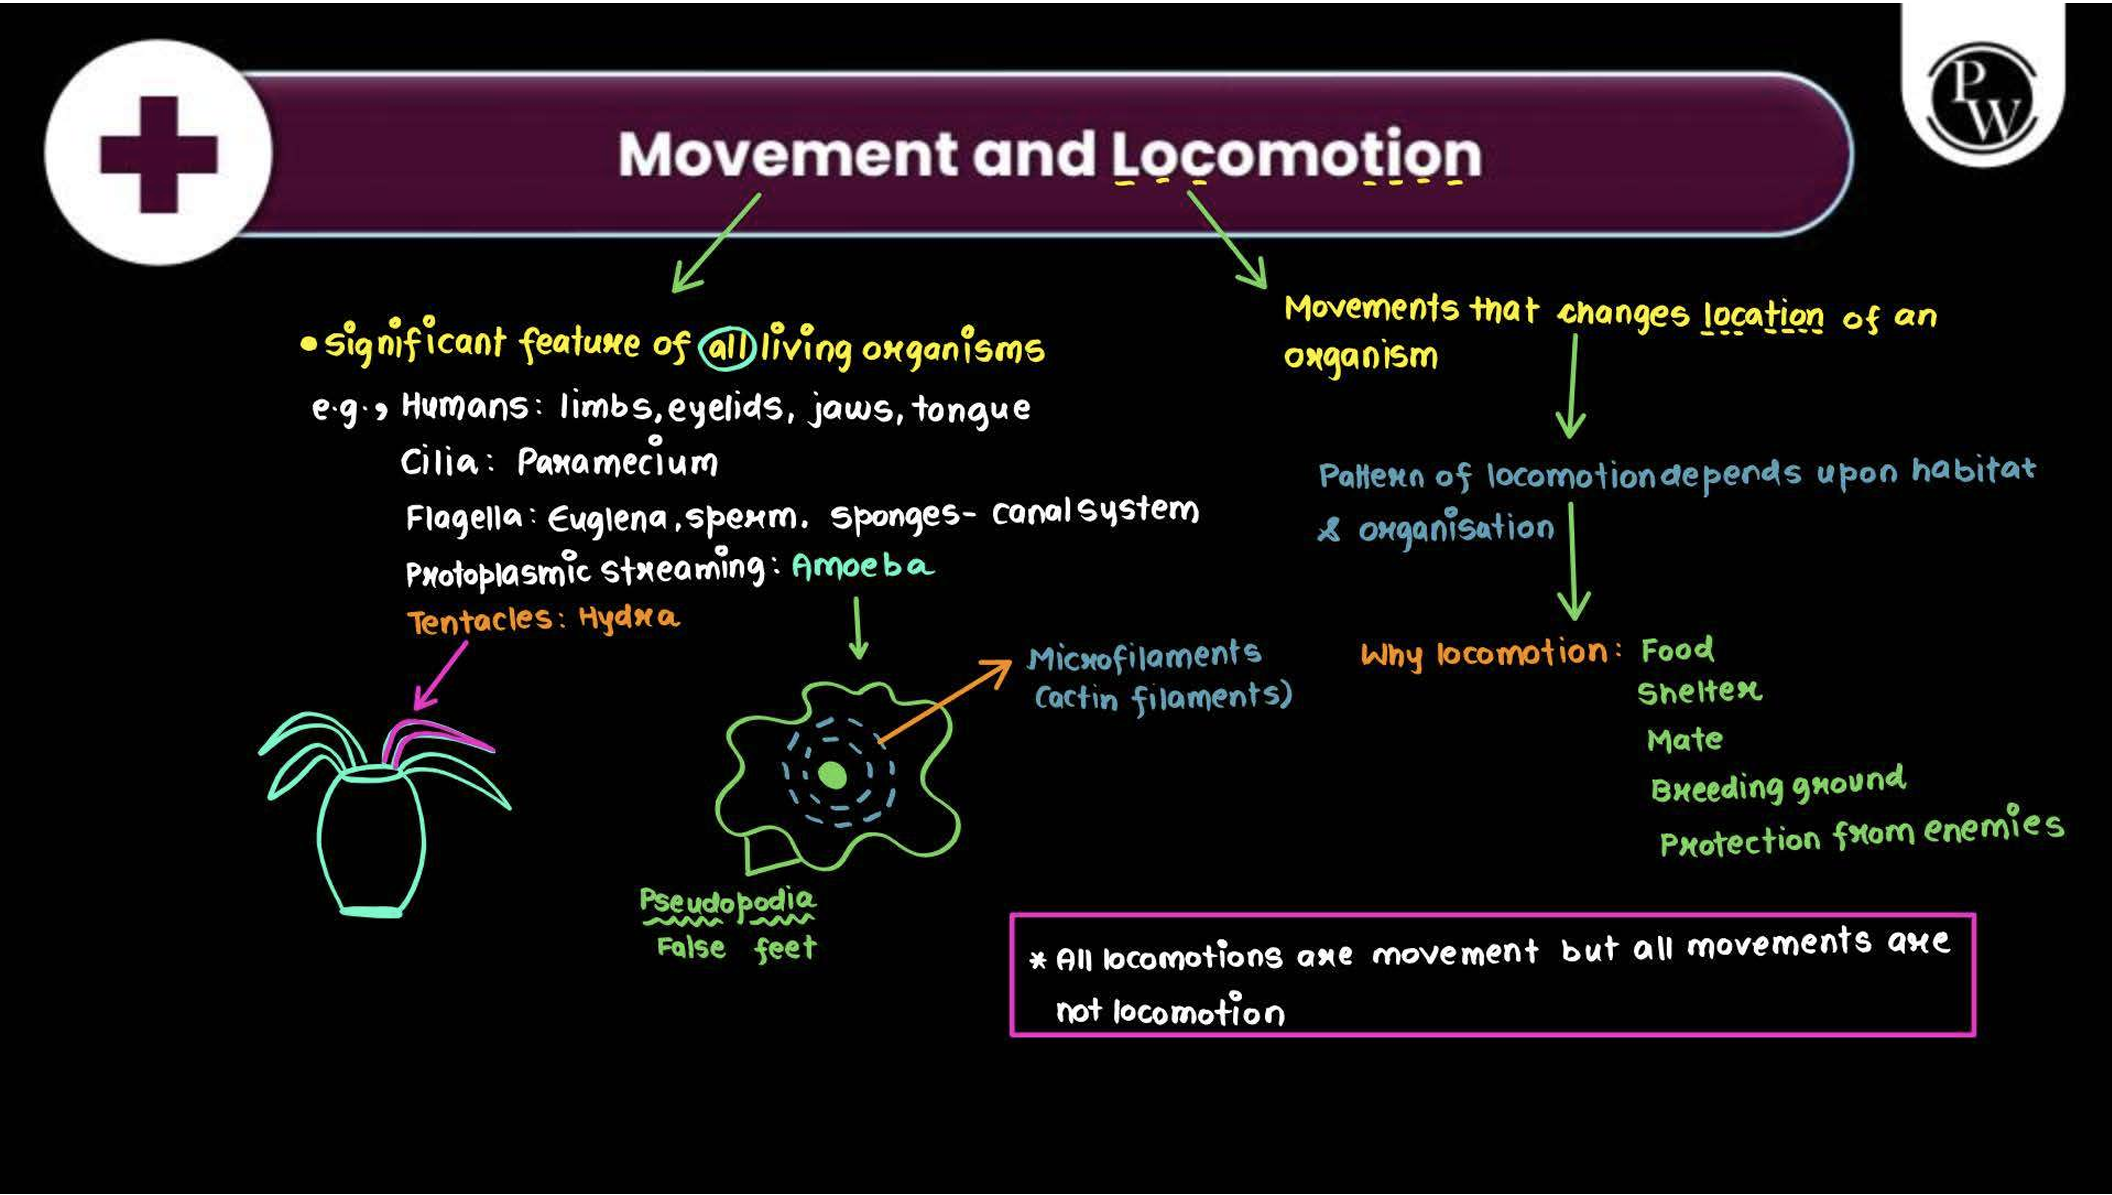 PW
Movement and Locomotion
• significant feature of all living organisms
e.g., Humans: limbs, eyelids, jaws, tongue
Cilia: Paramecium
Flagella: Euglena, sperm. sponges- canal system
Protoplasmic streaming: Amoeba
Tentacles: Hydra
Microfilaments
(actin filaments)
Pseudopodia
False feet
Movements that changes location of an
organism
Pattern of locomotion depends upon habitat
& organisation
Why locomotion: Food
Shelter
Mate
Breeding ground
Protection from enemies
* All locomotions are movement but all movements are
not locomotion